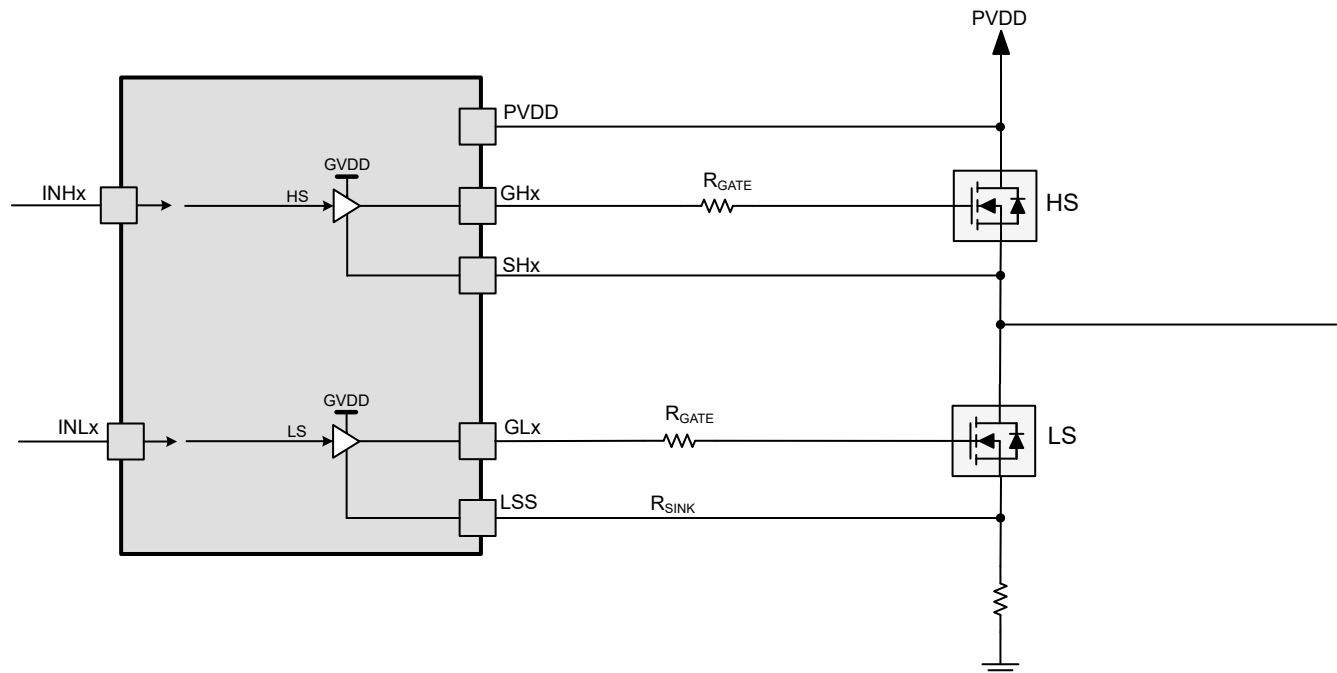 PVDD
PVDD
GVDD
INHx
HS
GHx
RGATE
HS
SHx
GVDD
RGATE
INLx
LS
GLx
LS
LSS
RSINK